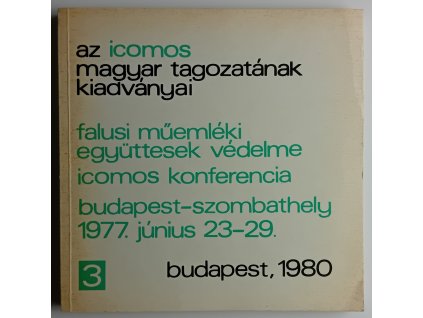 az icomos
magyar tagozatának
kiadványai
falusi műemléki
együttesek védelme
icomos konferencia
budapest-szombathely
1977. június 23-29.
3
budapest, 1980